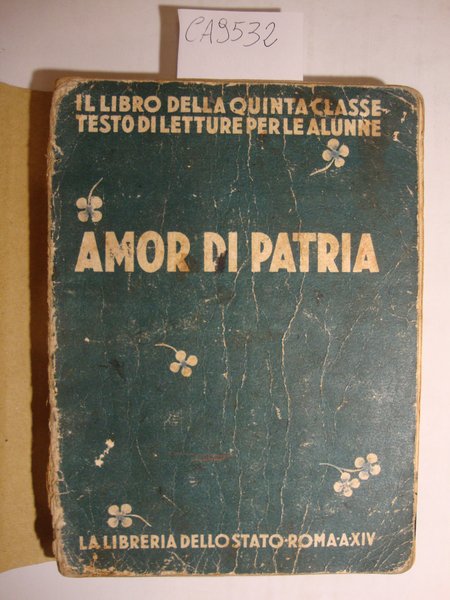 CA9532
IL LIBRO DELLA QUINTA CLASSE
TESTO DI LETTURE PER LE ALUNNE
AMOR DI PATRIA
LA LIBRERIA DELLO STATO·ROMA·A·XIV